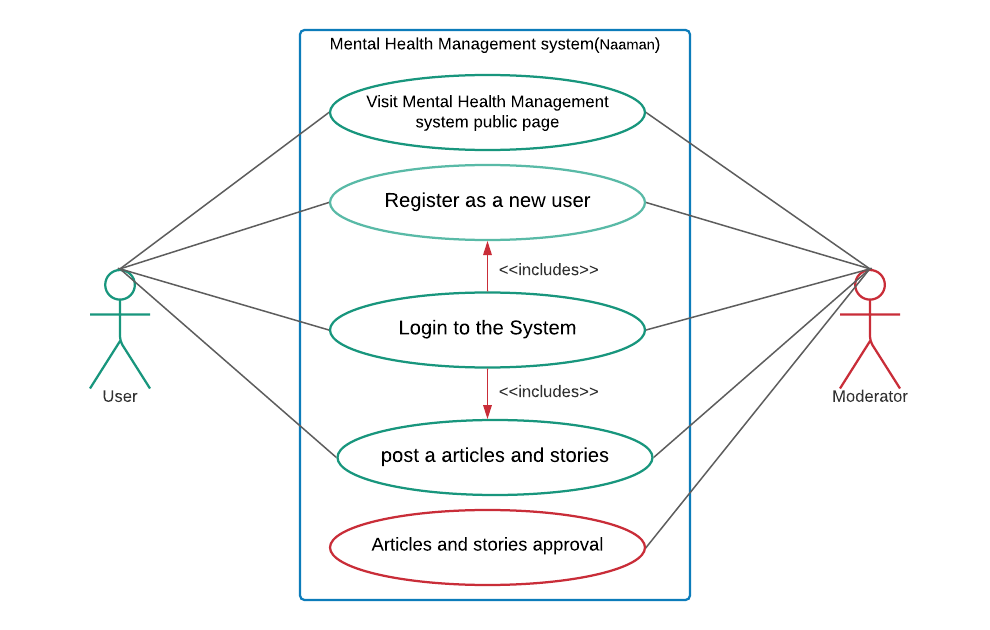 Mental Health Management system(Naaman)
Visit Mental Health Management
system public page
Register as a new user
<<includes>>
Login to the System
<<includes>>
User
Moderator
post a articles and stories
Articles and stories approval